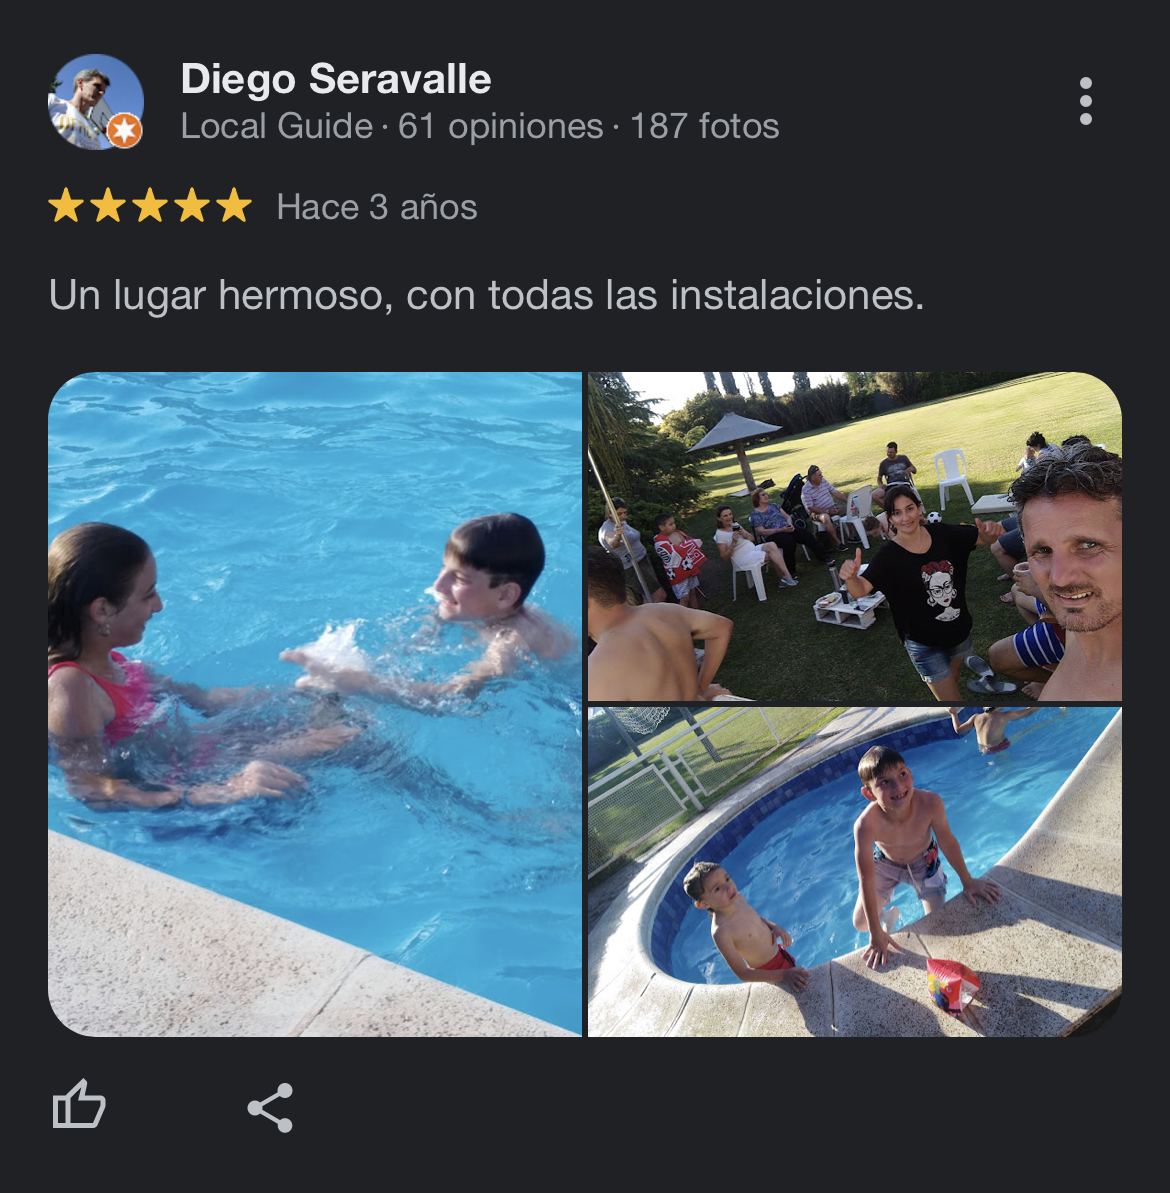 Diego Seravalle
Local Guide · 61 opiniones · 187 fotos
Hace 3 años
Un lugar hermoso, con todas las instalaciones.